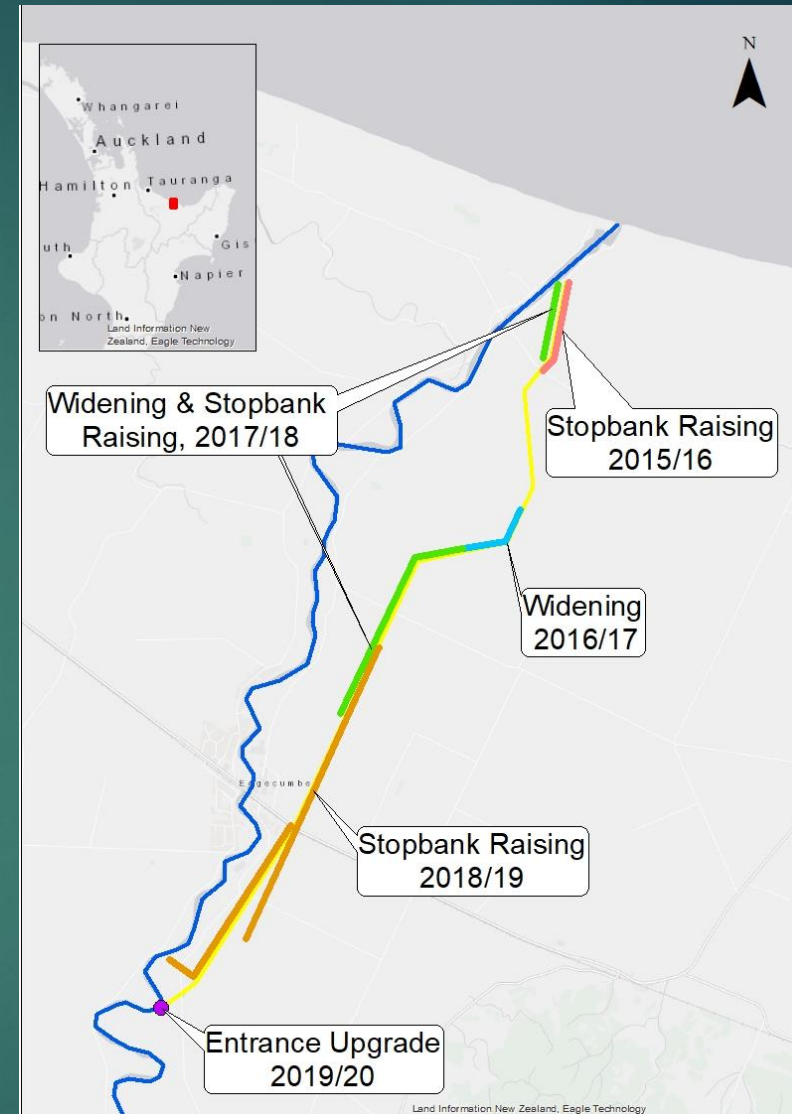 N
Whangarei
Auckland
Hamilton
Tauranga
uth
Gis
Napier
on North
Land Information New
Zealand, Eagle Technology
Widening & Stopbank
Raising, 2017/18
Stopbank Raising
2015/16
Widening
2016/17
Edgecumbe
Stopbank Raising
2018/19
Entrance Upgrade
2019/20
Land Information New Zealand, Eagle Technology